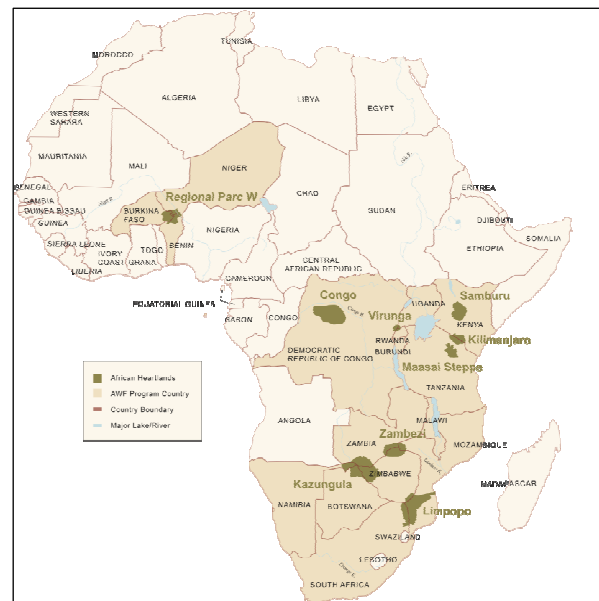 TUNISIA
MOROCCO
ALGERIA
LIBYA
EGYPT
WESTERN
SAHARA
MAURITANIA
MALI
NIGER
Nile R.
SENEGAL
GAMBIA
GUINEA BISSAU
GUINEA
Regional Parc W
BURKINA
FASO
CHAD
SUDAN
ERITREA
DJIBOUTI
SOMALIA
SIERRA LEONE
LIBERIA
IVORY
COAST
GHANA
TOGO
BENIN
NIGERIA
ETHIOPIA
CENTRAL
AFRICAN REPUBLIC
CAMEROON
EQUATORIAL GUINEA
GABON
CONGO
Congo
Congo R.
Virunga
UGANDA
Samburu
KENYA
RWANDA
BURUNDI
Kilimanjaro
DEMOCRATIC
REPUBLIC OF CONGO
Maasai Steppe
TANZANIA
African Heartlands
AWF Program Country
Country Boundary
Major Lake/River
ANGOLA
MALAWI
ZAMBIA
Zambezi
MOZAMBIQUE
ZIMBABWE
MADAGASCAR
Kazungula
NAMIBIA
BOTSWANA
Limpopo
SWAZILAND
LESOTHO
Orange R.
SOUTH AFRICA